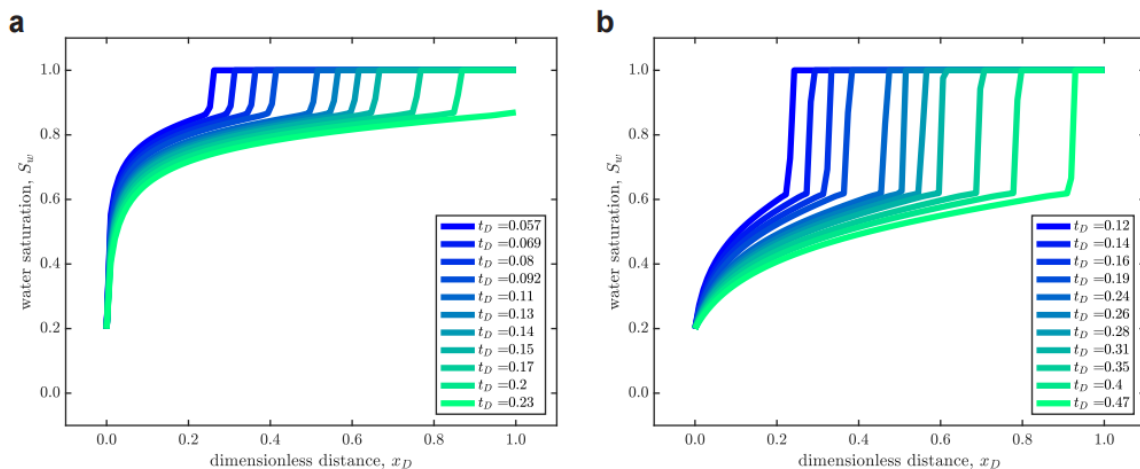 a
1.0
0.8
0.6
0.4
0.2
0.0
water saturation, S_w
0.0 0.2 0.4 0.6 0.8 1.0
dimensionless distance, x_D
t_D =0.057
t_D =0.069
t_D =0.08
t_D =0.092
t_D =0.11
t_D =0.13
t_D =0.14
t_D =0.15
t_D =0.17
t_D =0.2
t_D =0.23
b
1.0
0.8
0.6
0.4
0.2
0.0
water saturation, S_w
0.0 0.2 0.4 0.6 0.8 1.0
dimensionless distance, x_D
t_D =0.12
t_D =0.14
t_D =0.16
t_D =0.19
t_D =0.24
t_D =0.26
t_D =0.28
t_D =0.31
t_D =0.35
t_D =0.4
t_D =0.47